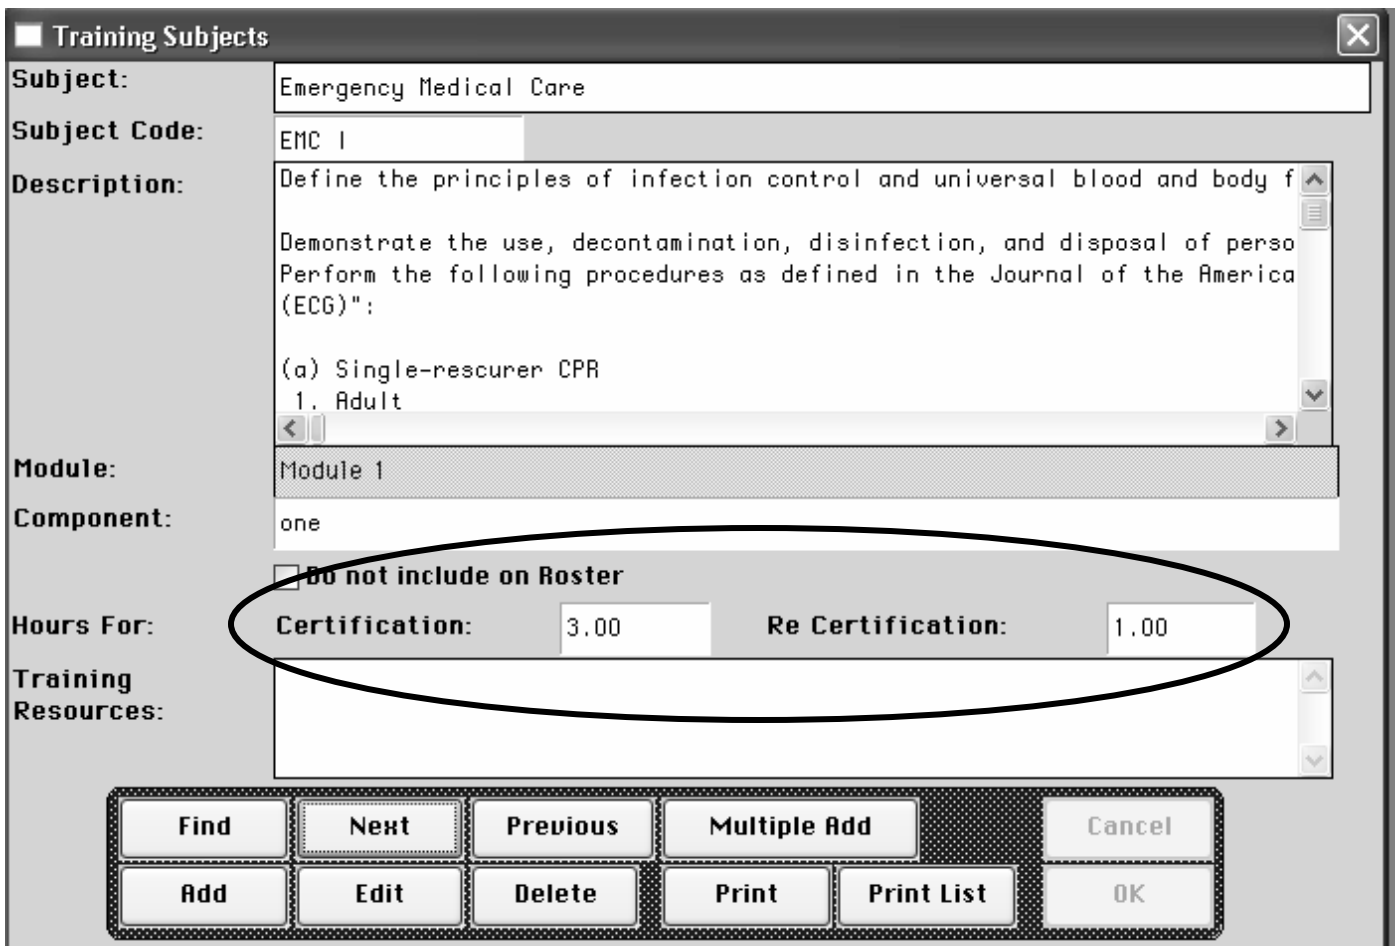 Training Subjects
Subject: Emergency Medical Care
Subject Code: EMC I
Description: Define the principles of infection control and universal blood and body f
Demonstrate the use, decontamination, disinfection, and disposal of perso
Perform the following procedures as defined in the Journal of the America
(ECG)":
(a) Single-rescurer CPR
1. Adult
Module: Module 1
Component: one
Do not include on Roster
Hours For: Certification: 3.00 Re Certification: 1.00
Training
Resources:
Find Next Previous Multiple Add Cancel
Add Edit Delete Print Print List OK